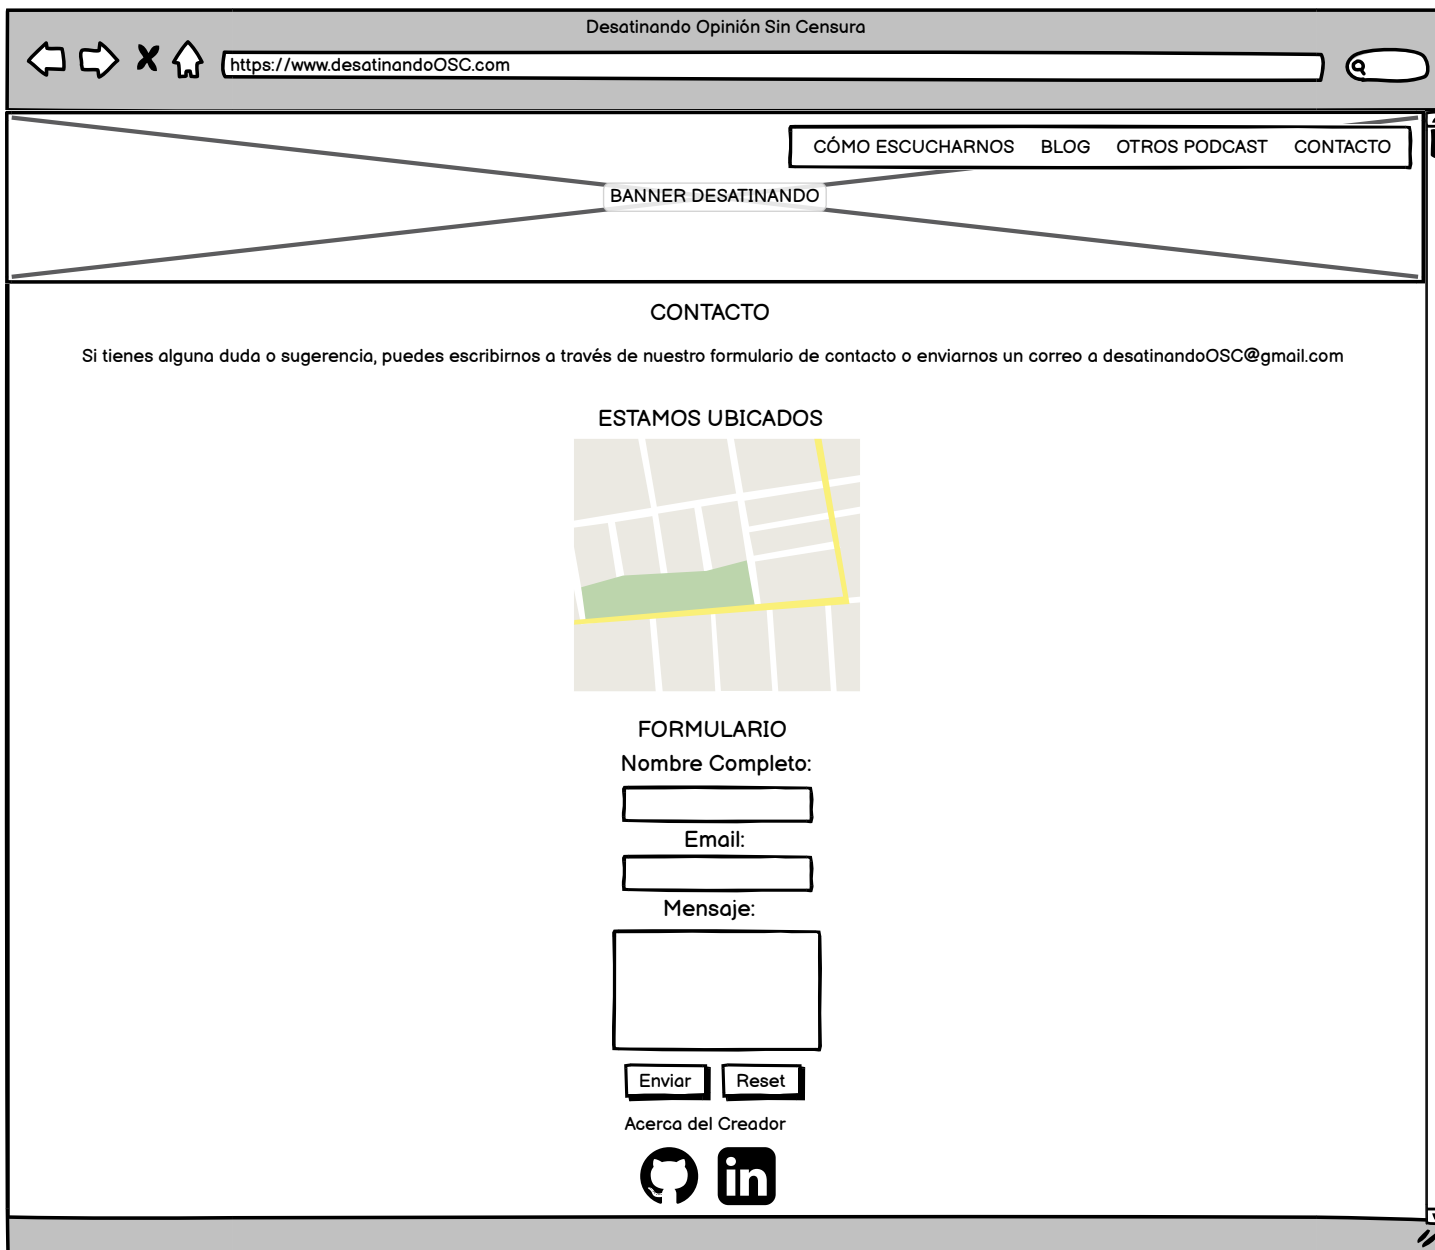 Desatinando Opinión Sin Censura
https://www.desatinandoOSC.com
CÓMO ESCUCHARNOS BLOG OTROS PODCAST CONTACTO
BANNER DESATINANDO
CONTACTO
Si tienes alguna duda o sugerencia, puedes escribirnos a través de nuestro formulario de contacto o enviarnos un correo a desatinandoOSC@gmail.com
ESTAMOS UBICADOS
FORMULARIO
Nombre Completo:
Email:
Mensaje:
Enviar Reset
Acerca del Creador
in